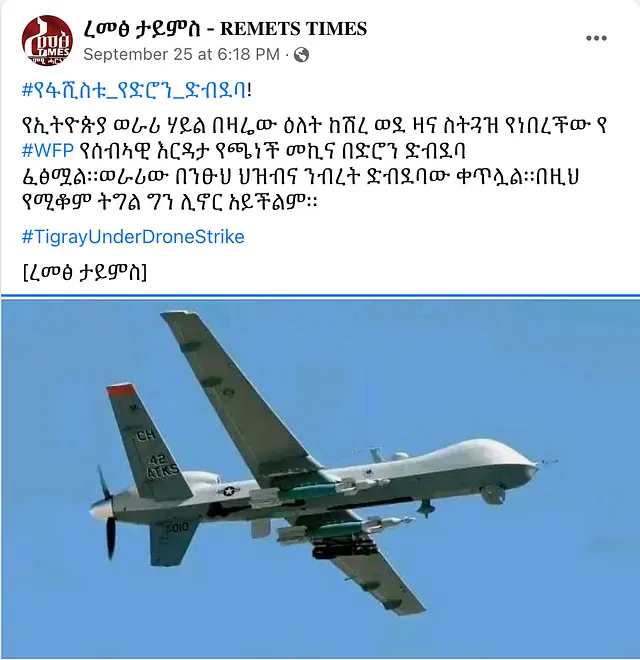 ረመፅ ታይምስ - REMETS TIMES
September 25 at 6:18 PM ·
#የፋሺስቱ_የድሮን_ድብደባ!
የኢትዮጵያ ወራሪ ሃይል በዛሬው ዕለት ከሽረ ወደ ዛና ስትጓዝ የነበረችው የ
#WFP የሰብኣዊ እርዳታ የጫነች መኪና በድሮን ድብደባ
ፈፅሟል፡፡ወራሪው በንፁህ ህዝብና ንብረት ድብደባው ቀጥሏል፡፡በዚህ
የሚቆም ትግል ግን ሊኖር አይችልም፡፡
#TigrayUnderDroneStrike
[ረመፅ ታይምስ]
CH
42
ATKS
010